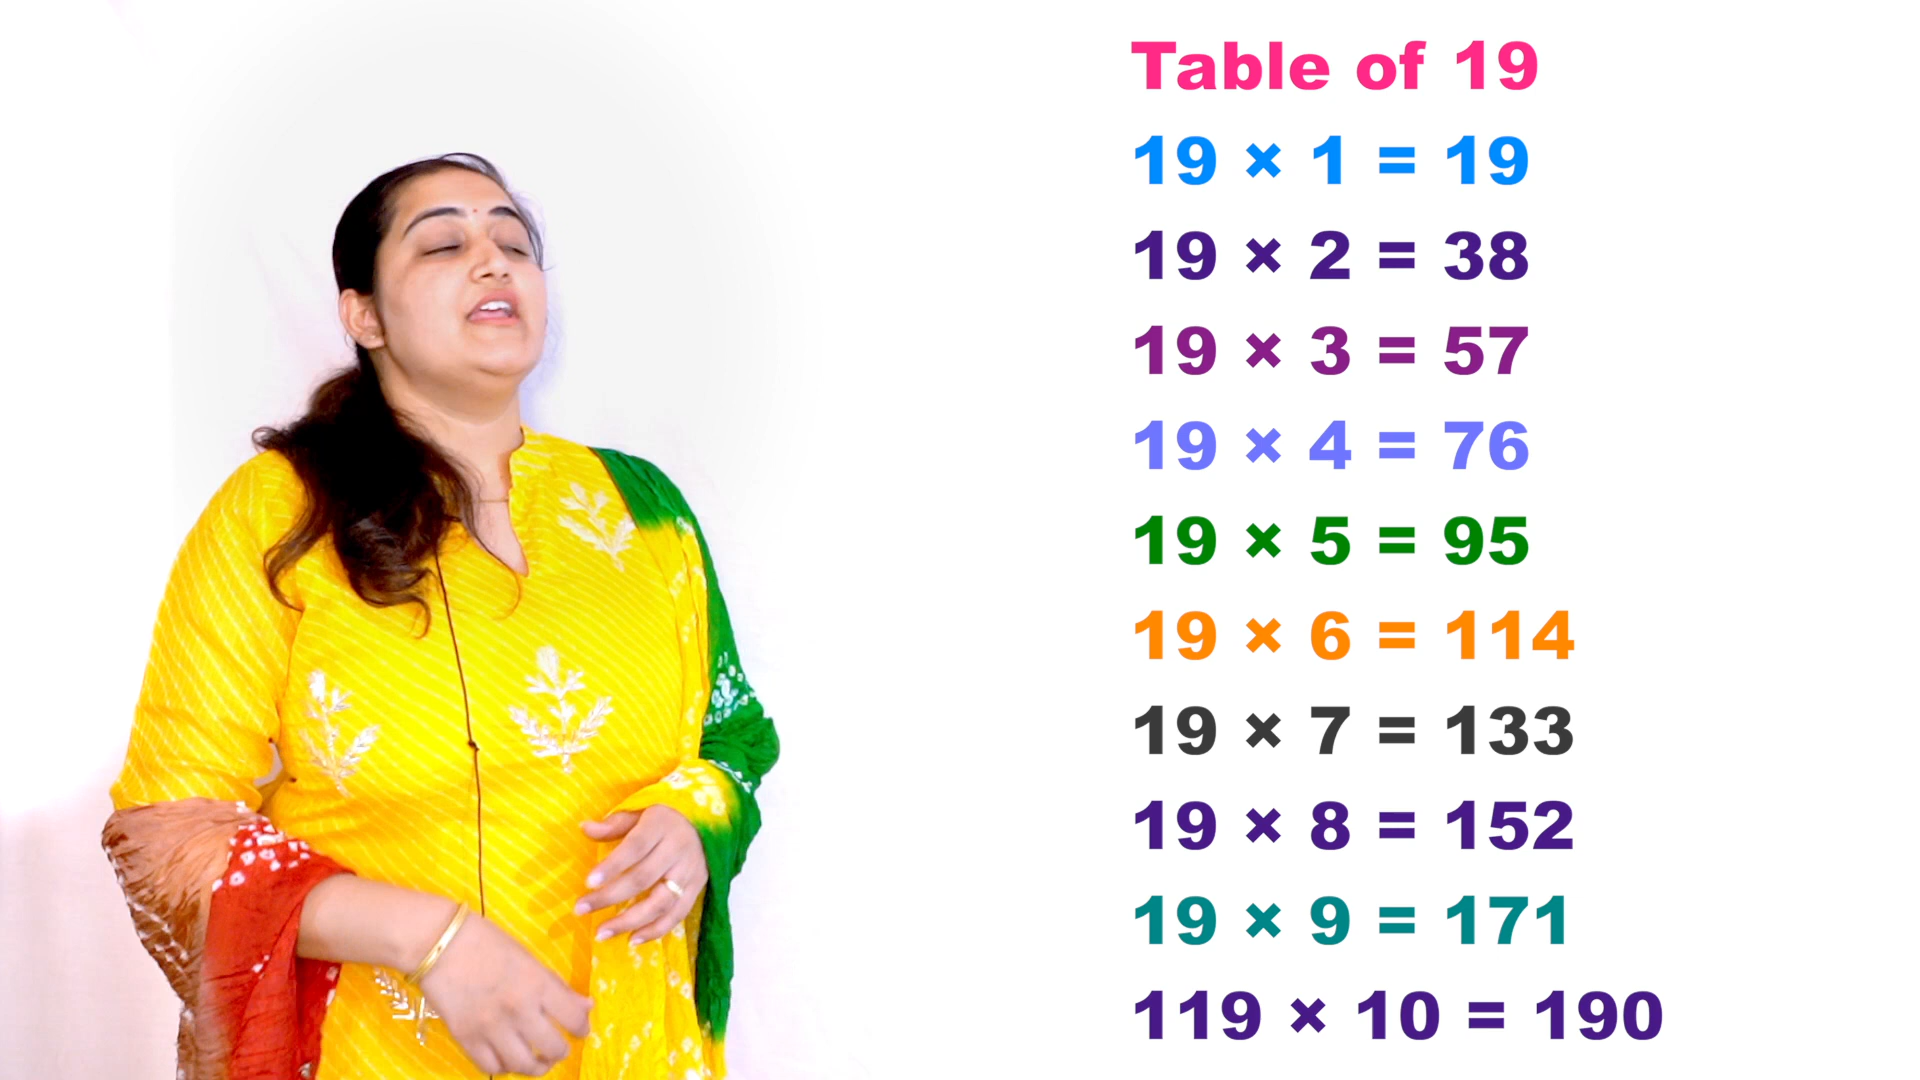 Table of 19
19 × 1 = 19
19 × 2 = 38
19 × 3 = 57
19 × 4 = 76
19 × 5 = 95
19 × 6 = 114
19 × 7 = 133
19 × 8 = 152
19 × 9 = 171
119 × 10 = 190